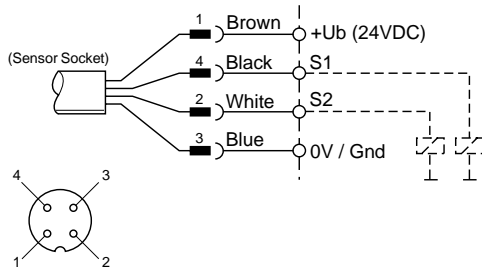 1 Brown +Ub (24VDC)
(Sensor Socket)
4 Black S1
2 White S2
3 Blue 0V / Gnd
4 3
1 2